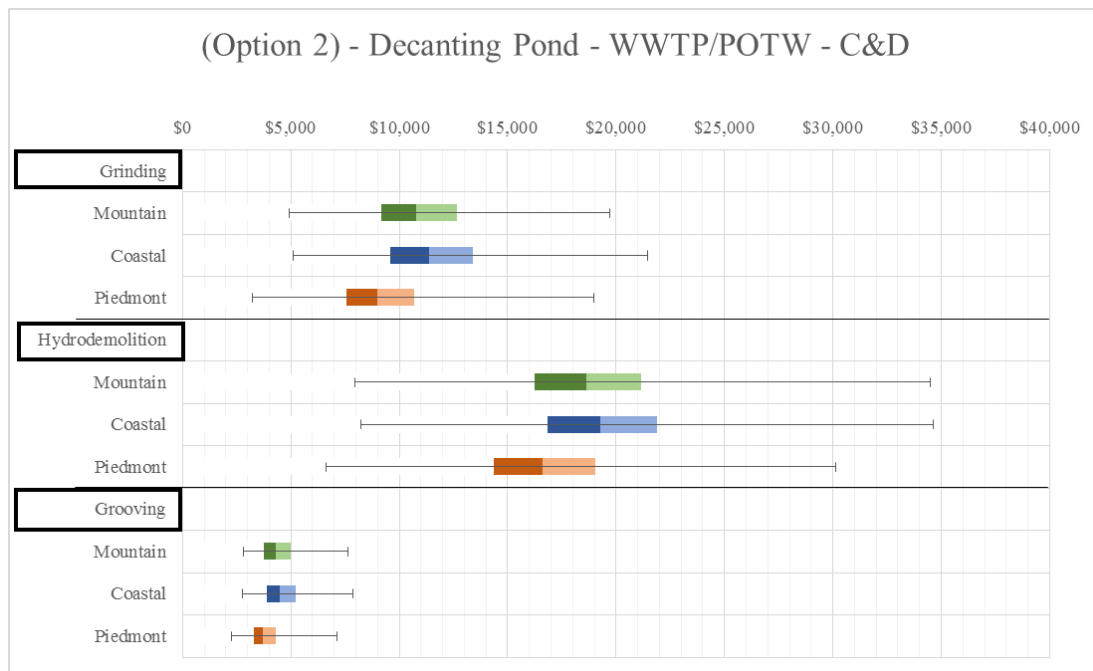 (Option 2) - Decanting Pond - WWTP/POTW - C&D
$0 $5,000 $10,000 $15,000 $20,000 $25,000 $30,000 $35,000 $40,000
Grinding
Mountain
Coastal
Piedmont
Hydrodemolition
Mountain
Coastal
Piedmont
Grooving
Mountain
Coastal
Piedmont